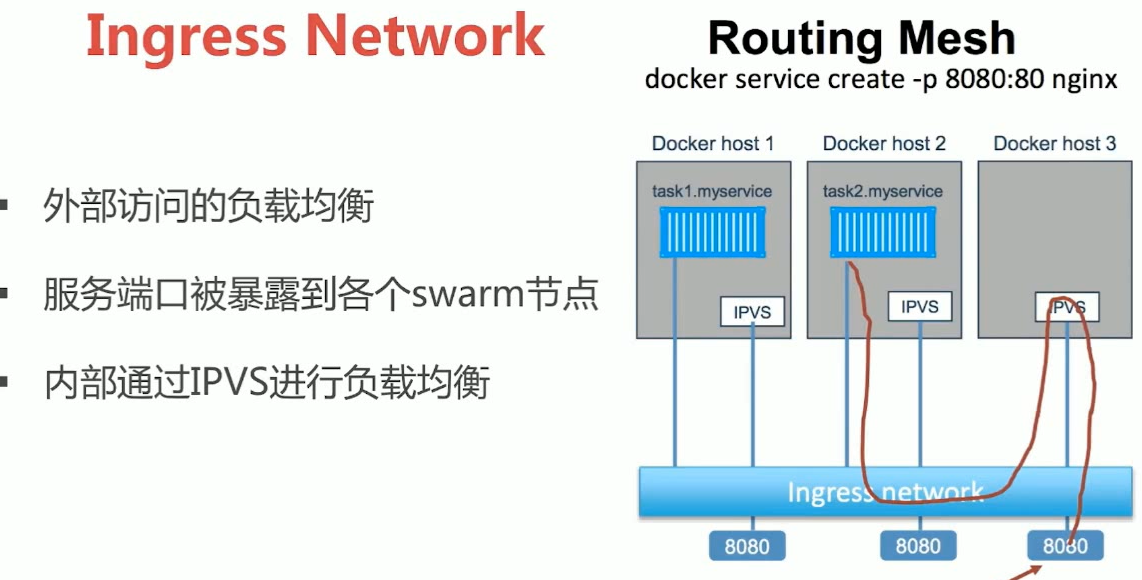 Ingress Network
外部访问的负载均衡
服务端口被暴露到各个swarm节点
内部通过IPVS进行负载均衡
Routing Mesh
docker service create -p 8080:80 nginx
Docker host 1 Docker host 2 Docker host 3
task1.myservice task2.myservice
IPVS IPVS IPVS
Ingress network
8080 8080 8080